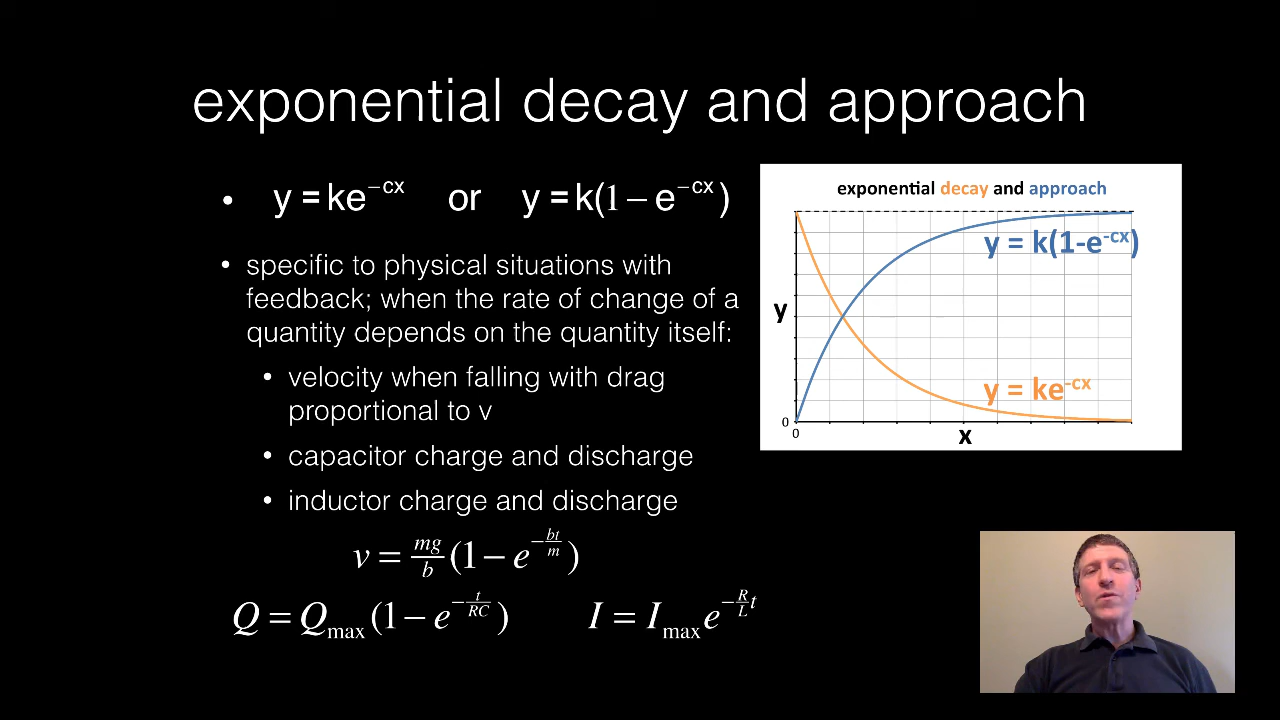 exponential decay and approach
• y = ke⁻ᶜˣ or y = k(1 − e⁻ᶜˣ)
• specific to physical situations with
feedback; when the rate of change of a
quantity depends on the quantity itself:
• velocity when falling with drag
proportional to v
• capacitor charge and discharge
• inductor charge and discharge
v = mg/b (1 − e^(−bt/m))
Q = Qmax (1 − e^(−t/RC)) I = Imax e^(−R/L t)
exponential decay and approach
y = k(1-e⁻ᶜˣ)
y
y = ke⁻ᶜˣ
0
0
x